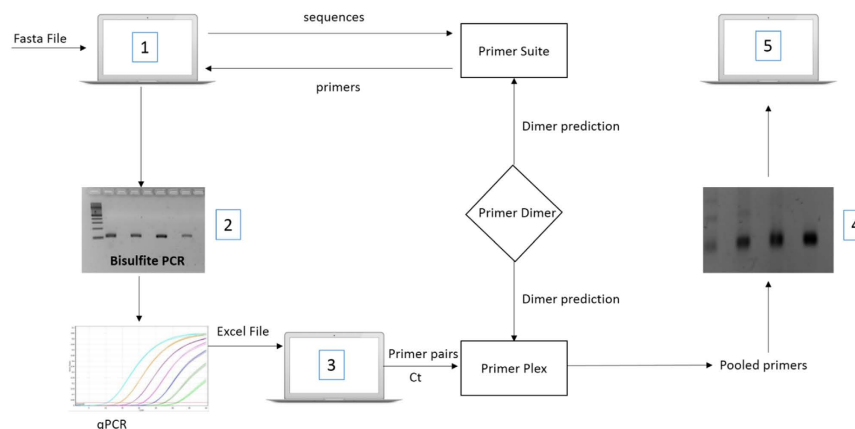 sequences
Fasta File
1
5
Primer Suite
primers
Dimer prediction
2
Primer Dimer
4
Bisulfite PCR
Dimer prediction
Excel File
3
Primer pairs
Ct
Primer Plex
Pooled primers
qPCR